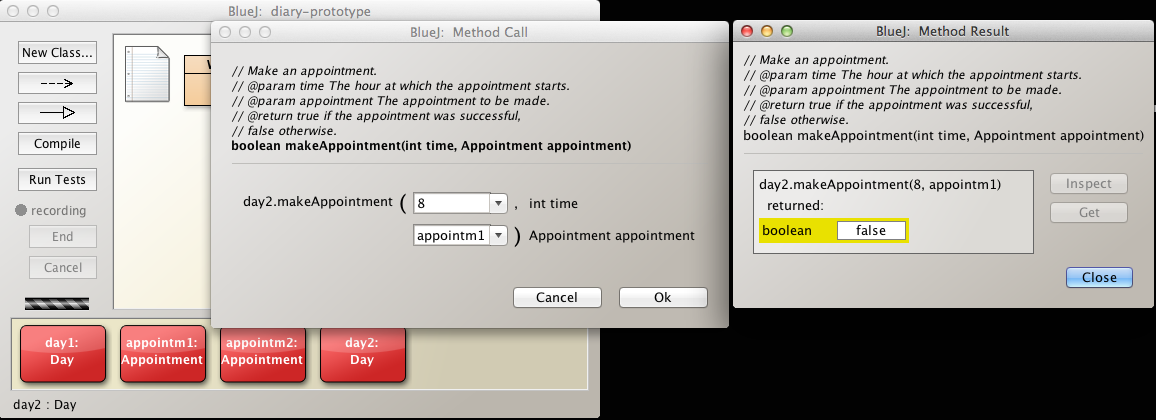 BlueJ: diary-prototype
New Class...
Compile
Run Tests
recording
End
Cancel
W
day1:
Day
appointm1:
Appointment
appointm2:
Appointment
day2:
Day
day2 : Day
BlueJ: Method Call
// Make an appointment.
// @param time The hour at which the appointment starts.
// @param appointment The appointment to be made.
// @return true if the appointment was successful,
// false otherwise.
boolean makeAppointment(int time, Appointment appointment)
day2.makeAppointment ( 8 , int time
appointm1 ) Appointment appointment
Cancel Ok
BlueJ: Method Result
// Make an appointment.
// @param time The hour at which the appointment starts.
// @param appointment The appointment to be made.
// @return true if the appointment was successful,
// false otherwise.
boolean makeAppointment(int time, Appointment appointment)
day2.makeAppointment(8, appointm1)
returned:
boolean false
Inspect
Get
Close